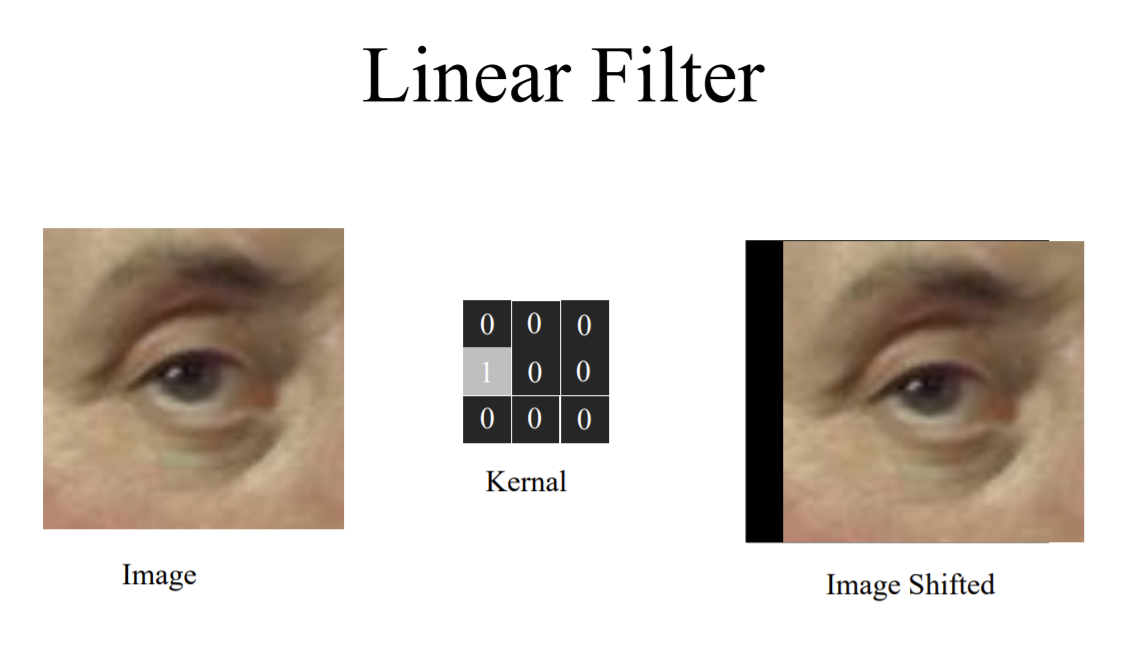 Linear Filter
0 0 0
1 0 0
0 0 0
Kernal
Image
Image Shifted